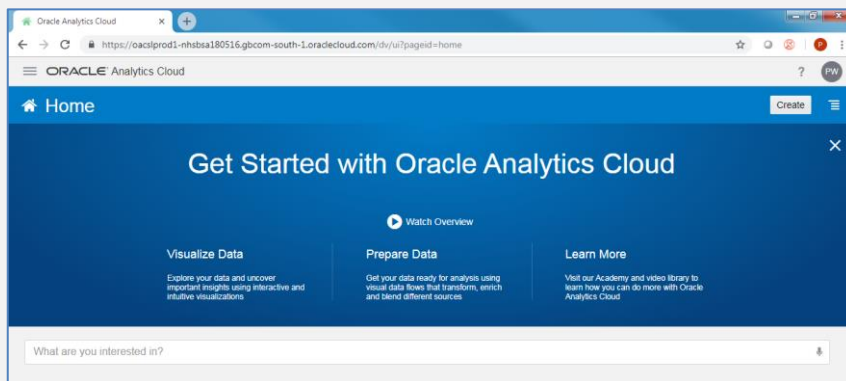 Oracle Analytics Cloud
https://oacslprod1-nhsbsa180516.gbcom-south-1.oraclecloud.com/dv/ui?pageid=home
P
ORACLE® Analytics Cloud
?
PW
Home
Create
Get Started with Oracle Analytics Cloud
Watch Overview
Visualize Data
Explore your data and uncover
important insights using interactive and
intuitive visualizations
Prepare Data
Get your data ready for analysis using
visual data flows that transform, enrich
and blend different sources
Learn More
Visit our Academy and video library to
learn how you can do more with Oracle
Analytics Cloud
What are you interested in?